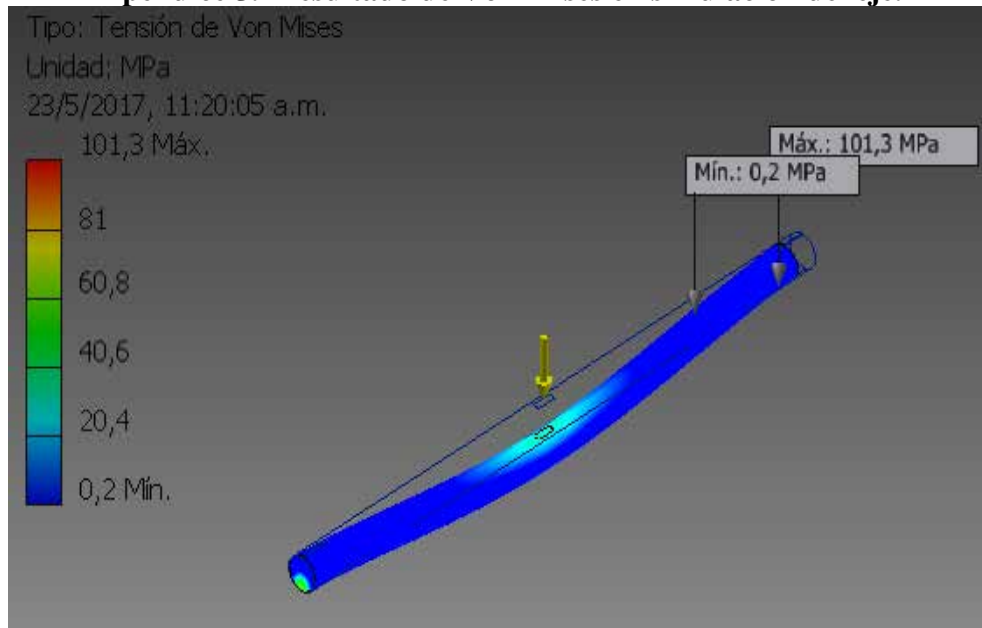 Tipo: Tensión de Von Mises
Unidad: MPa
23/5/2017, 11:20:05 a.m.
101,3 Máx.
81
60,8
40,6
20,4
0,2 Mín.
Máx.: 101,3 MPa
Mín.: 0,2 MPa